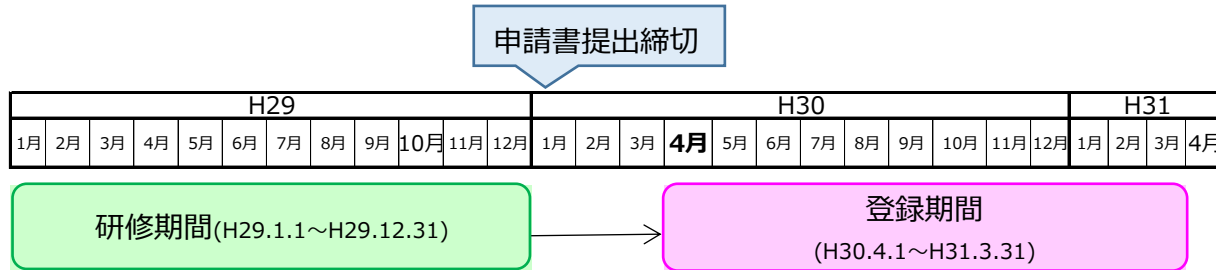 申請書提出締切
H29 H30 H31
1月 2月 3月 4月 5月 6月 7月 8月 9月 10月 11月 12月 1月 2月 3月 4月 5月 6月 7月 8月 9月 10月 11月 12月 1月 2月 3月 4月
研修期間(H29.1.1～H29.12.31)
登録期間
(H30.4.1～H31.3.31)